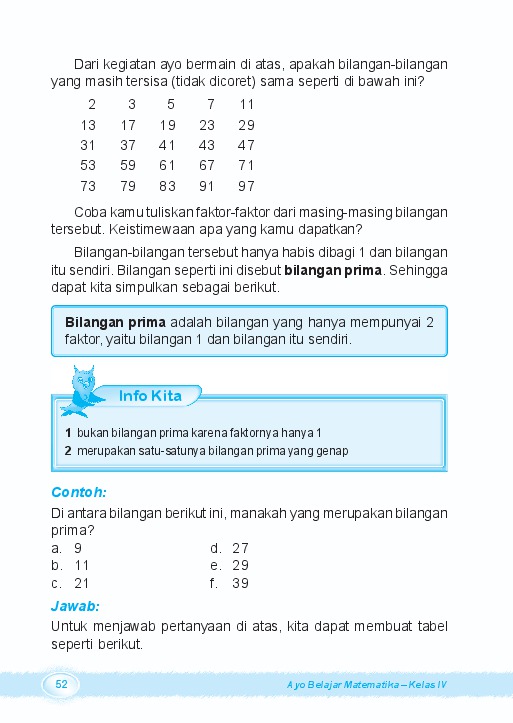 Dari kegiatan ayo bermain di atas, apakah bilangan-bilangan
yang masih tersisa (tidak dicoret) sama seperti di bawah ini?
2 3 5 7 11
13 17 19 23 29
31 37 41 43 47
53 59 61 67 71
73 79 83 91 97
Coba kamu tuliskan faktor-faktor dari masing-masing bilangan
tersebut. Keistimewaan apa yang kamu dapatkan?
Bilangan-bilangan tersebut hanya habis dibagi 1 dan bilangan
itu sendiri. Bilangan seperti ini disebut bilangan prima. Sehingga
dapat kita simpulkan sebagai berikut.
Bilangan prima adalah bilangan yang hanya mempunyai 2
faktor, yaitu bilangan 1 dan bilangan itu sendiri.
Info Kita
1 bukan bilangan prima karena faktornya hanya 1
2 merupakan satu-satunya bilangan prima yang genap
Contoh:
Di antara bilangan berikut ini, manakah yang merupakan bilangan
prima?
a. 9 d. 27
b. 11 e. 29
c. 21 f. 39
Jawab:
Untuk menjawab pertanyaan di atas, kita dapat membuat tabel
seperti berikut.
52 Ayo Belajar Matematika – Kelas IV